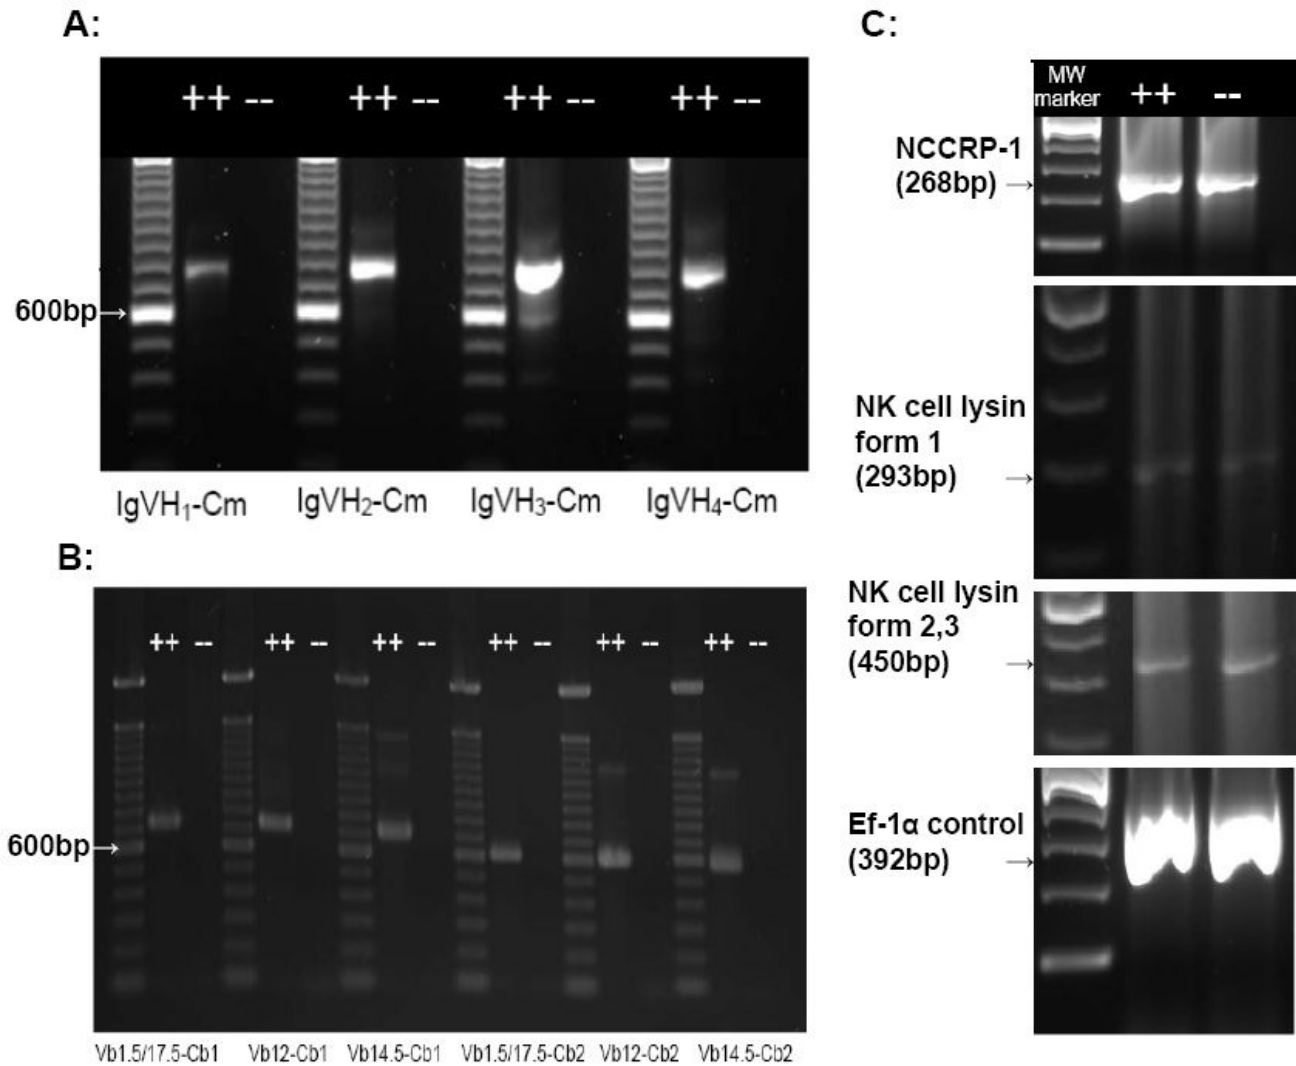 A:
++ -- ++ -- ++ -- ++ --
600bp→
IgVH₁-Cm IgVH₂-Cm IgVH₃-Cm IgVH₄-Cm
B:
++ -- ++ -- ++ -- ++ -- ++ -- ++ --
600bp→
Vb1.5/17.5-Cb1 Vb12-Cb1 Vb14.5-Cb1 Vb1.5/17.5-Cb2 Vb12-Cb2 Vb14.5-Cb2
C:
MW
marker ++ --
NCCRP-1
(268bp) →
NK cell lysin
form 1
(293bp) →
NK cell lysin
form 2,3
(450bp) →
Ef-1α control
(392bp) →